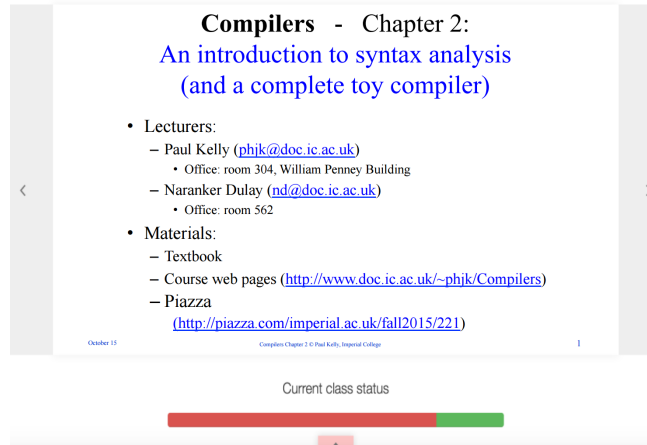 Compilers - Chapter 2:
An introduction to syntax analysis
(and a complete toy compiler)
• Lecturers:
– Paul Kelly (phjk@doc.ic.ac.uk)
• Office: room 304, William Penney Building
– Naranker Dulay (nd@doc.ic.ac.uk)
• Office: room 562
• Materials:
– Textbook
– Course web pages (http://www.doc.ic.ac.uk/~phjk/Compilers)
– Piazza
(http://piazza.com/imperial.ac.uk/fall2015/221)
October 15
Compilers Chapter 2 © Paul Kelly, Imperial College
1
Current class status